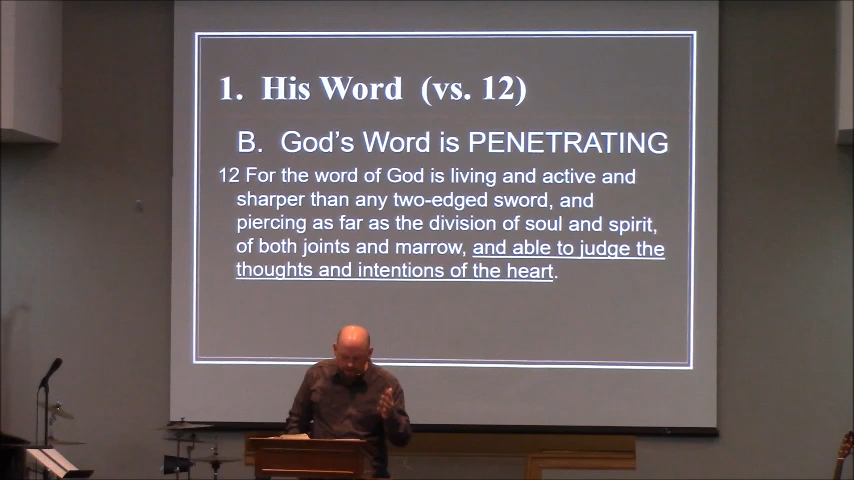 1. His Word (vs. 12)
B. God's Word is PENETRATING
12 For the word of God is living and active and
sharper than any two-edged sword, and
piercing as far as the division of soul and spirit,
of both joints and marrow, and able to judge the
thoughts and intentions of the heart.